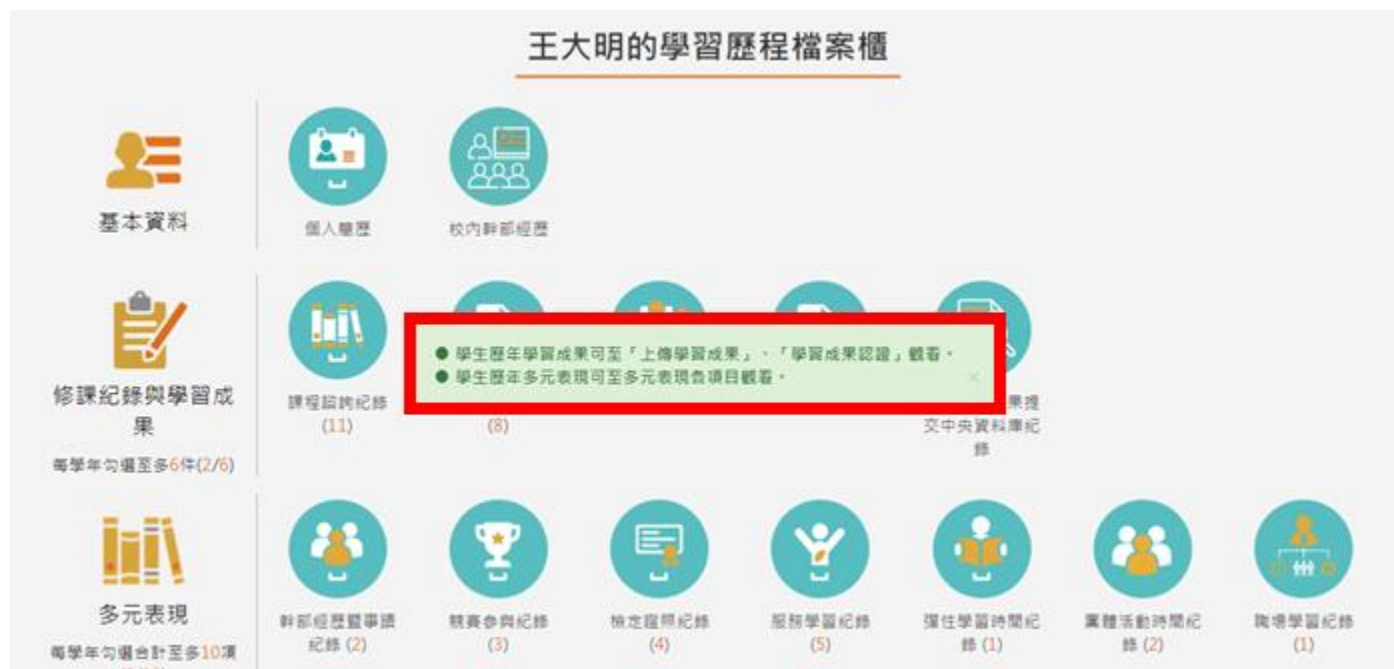 王大明的學習歷程檔案櫃
基本資料
個人簡歷
校內幹部經歷
● 學生歷年學習成果可至「上傳學習成果」、「學習成果認證」觀看。
● 學生歷年多元表現可至多元表現各項目觀看。
修課紀錄與學習成
果
每學年勾選至多6件(2/6)
課程諮詢紀錄
(11)
(8)
果提
交中央資料庫紀
錄
多元表現
每學年勾選合計至多10項
幹部經歷暨事蹟
紀錄 (2)
競賽參與紀錄
(3)
檢定證照紀錄
(4)
服務學習紀錄
(5)
彈性學習時間紀
錄 (1)
團體活動時間紀
錄 (2)
職場學習紀錄
(1)